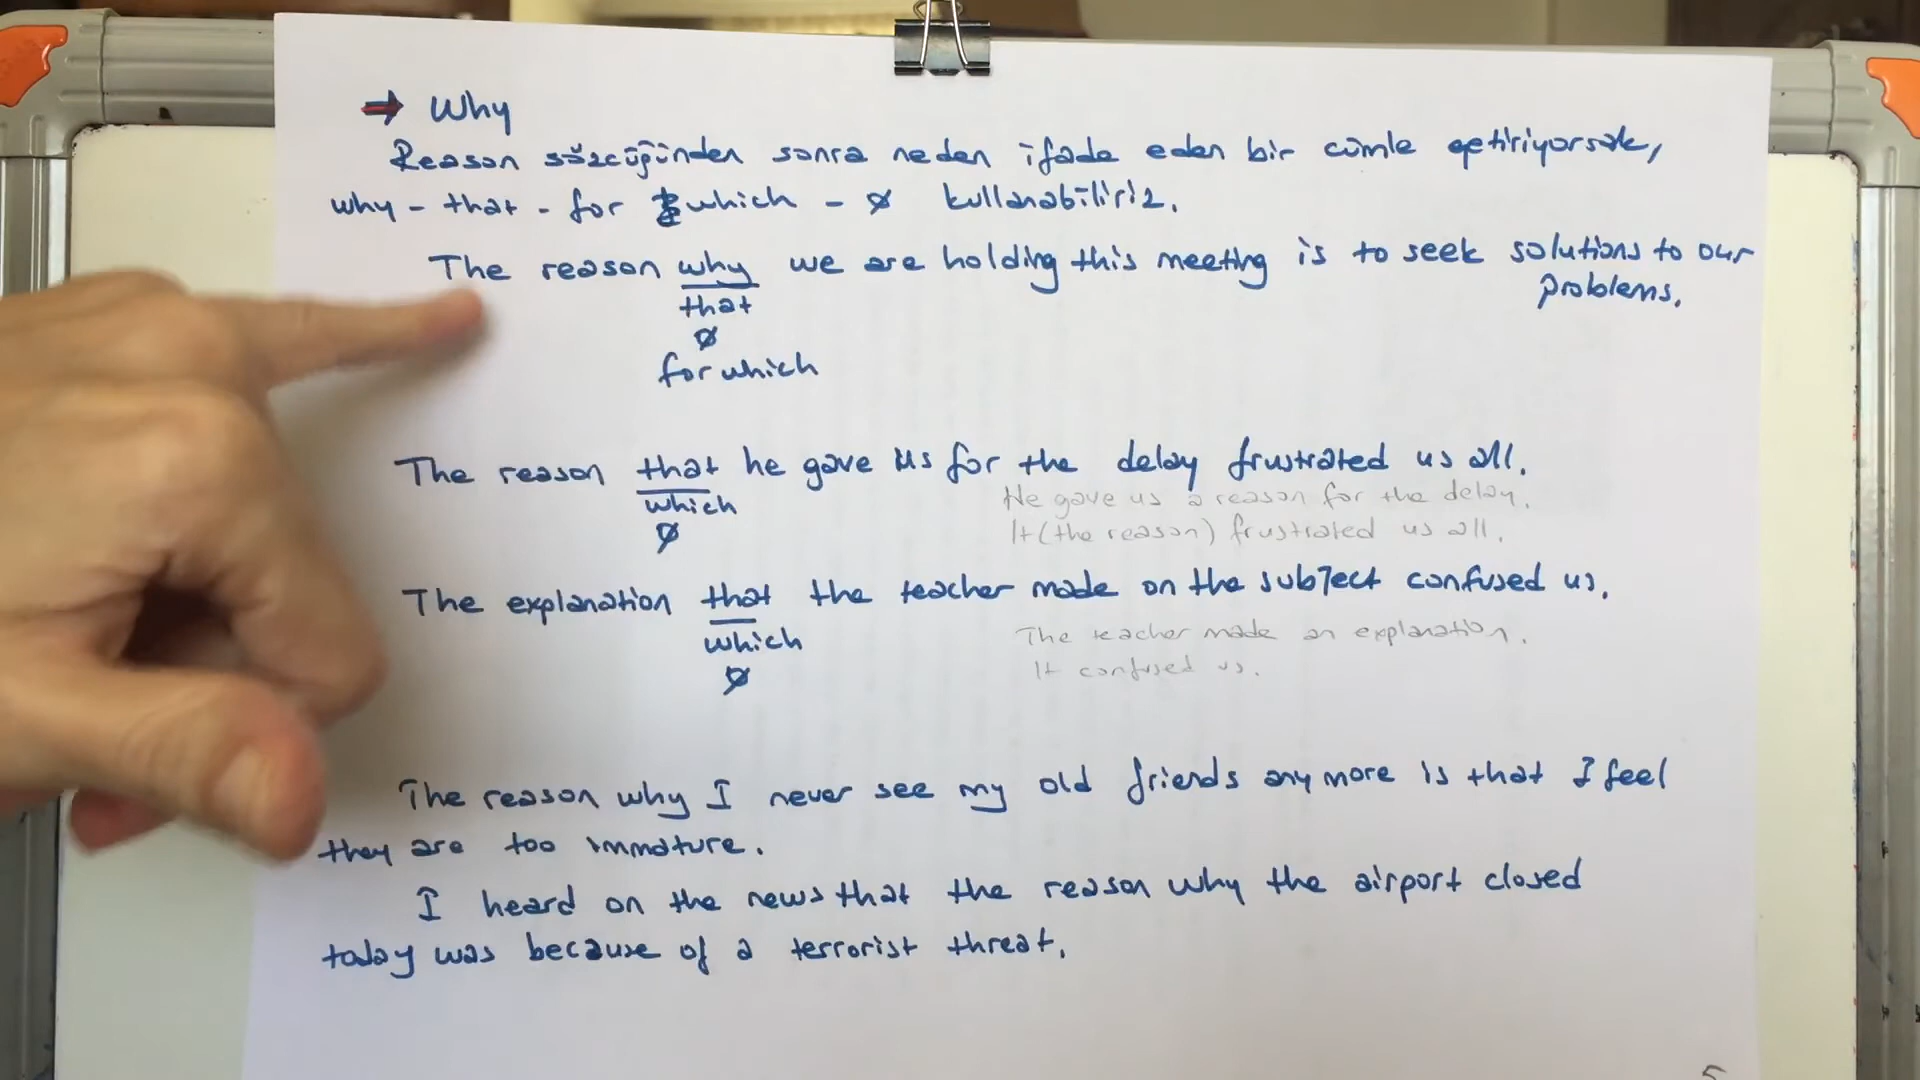 → Why
Reason sözcüğünden sonra neden ifade eden bir cümle getiriyorsak,
why - that - for which - Ø kullanabiliriz.
The reason why we are holding this meeting is to seek solutions to our
problems.
that
Ø
for which
The reason that he gave us for the delay frustrated us all.
which
Ø
He gave us a reason for the delay.
It (the reason) frustrated us all.
The explanation that the teacher made on the subject confused us.
which
Ø
The teacher made an explanation.
It confused us.
The reason why I never see my old friends anymore is that I feel
they are too immature.
I heard on the news that the reason why the airport closed
today was because of a terrorist threat.